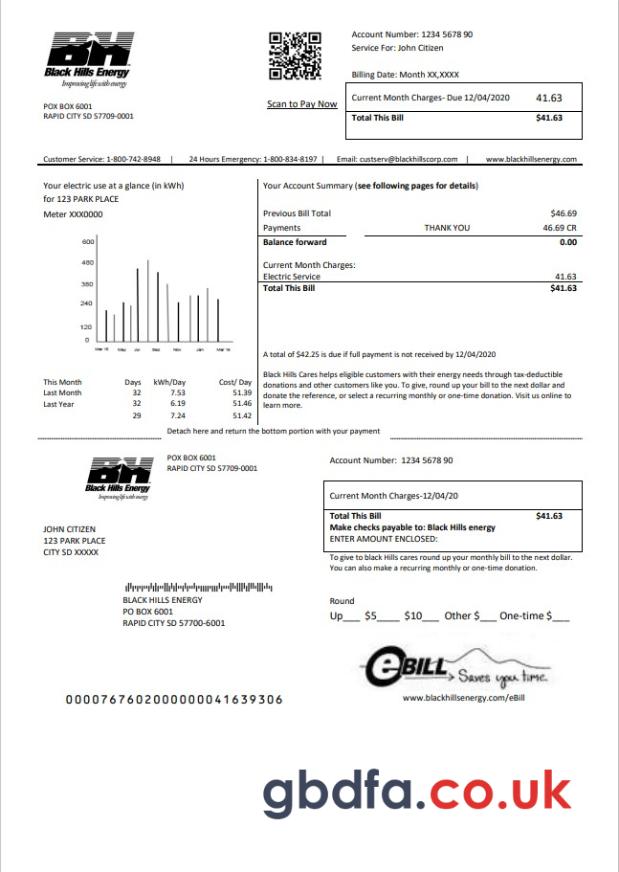 BH
Black Hills Energy
Improving life with energy
POX BOX 6001
RAPID CITY SD 57709-0001
Scan to Pay Now
Account Number: 1234 5678 90
Service For: John Citizen
Billing Date: Month XX,XXXX
Current Month Charges- Due 12/04/2020 41.63
Total This Bill $41.63
Customer Service: 1-800-742-8948 | 24 Hours Emergency: 1-800-834-8197 | Email: custserv@blackhillscorp.com | www.blackhillsenergy.com
Your electric use at a glance (in kWh)
for 123 PARK PLACE
Meter XXX0000
600
480
380
240
120
0
Mar 15 May Jul Sep Nov Jan Mar 16
This Month Days kWh/Day Cost/ Day
Last Month 32 7.53 51.39
Last Year 32 6.19 51.46
29 7.24 51.42
Your Account Summary (see following pages for details)
Previous Bill Total $46.69
Payments THANK YOU 46.69 CR
Balance forward 0.00
Current Month Charges:
Electric Service 41.63
Total This Bill $41.63
A total of $42.25 is due if full payment is not received by 12/04/2020
Black Hills Cares helps eligible customers with their energy needs through tax-deductible
donations and other customers like you. To give, round up your bill to the next dollar and
donate the reference, or select a recurring monthly or one-time donation. Visit us online to
learn more.
Detach here and return the bottom portion with your payment
BH
Black Hills Energy
Improving life with energy
POX BOX 6001
RAPID CITY SD 57709-0001
Account Number: 1234 5678 90
Current Month Charges-12/04/20
Total This Bill $41.63
Make checks payable to: Black Hills energy
ENTER AMOUNT ENCLOSED:
To give to black Hills cares round up your monthly bill to the next dollar.
You can also make a recurring monthly or one-time donation.
JOHN CITIZEN
123 PARK PLACE
CITY SD XXXXX
BLACK HILLS ENERGY
PO BOX 6001
RAPID CITY SD 57700-6001
Round
Up___ $5____ $10___ Other $___ One-time $___
eBILL Saves you time.
www.blackhillsenergy.com/eBill
0000767602000000041639306
gbdfa.co.uk